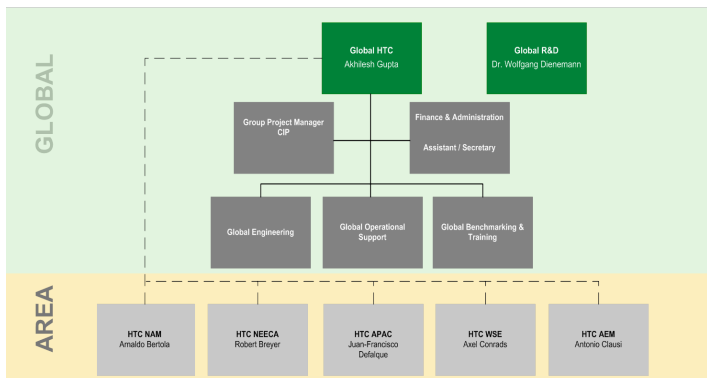 GLOBAL
Global HTC
Akhilesh Gupta
Global R&D
Dr. Wolfgang Dienemann
Group Project Manager
CIP
Finance & Administration
Assistant / Secretary
Global Engineering
Global Operational
Support
Global Benchmarking &
Training
AREA
HTC NAM
Arnaldo Bertola
HTC NEECA
Robert Breyer
HTC APAC
Juan-Francisco
Defalque
HTC WSE
Axel Conrads
HTC AEM
Antonio Clausi